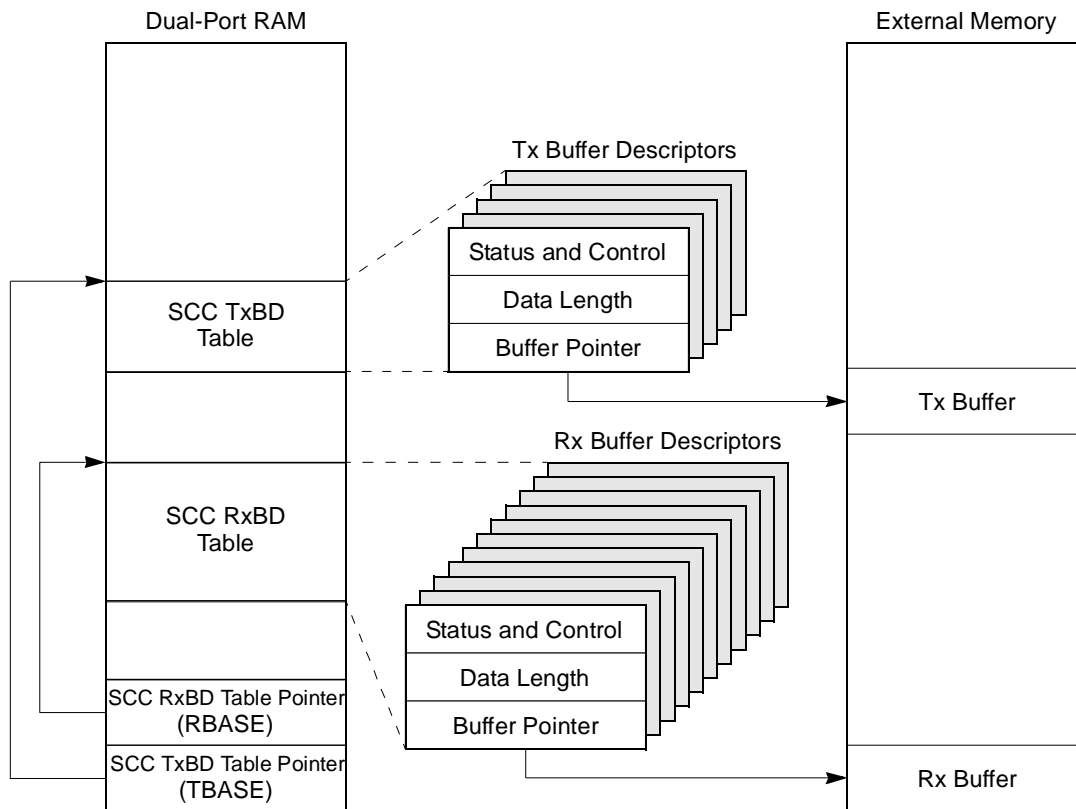 Dual-Port RAM
External Memory
Tx Buffer Descriptors
Status and Control
Data Length
Buffer Pointer
SCC TxBD
Table
Tx Buffer
Rx Buffer Descriptors
SCC RxBD
Table
Status and Control
Data Length
Buffer Pointer
SCC RxBD Table Pointer
(RBASE)
SCC TxBD Table Pointer
(TBASE)
Rx Buffer